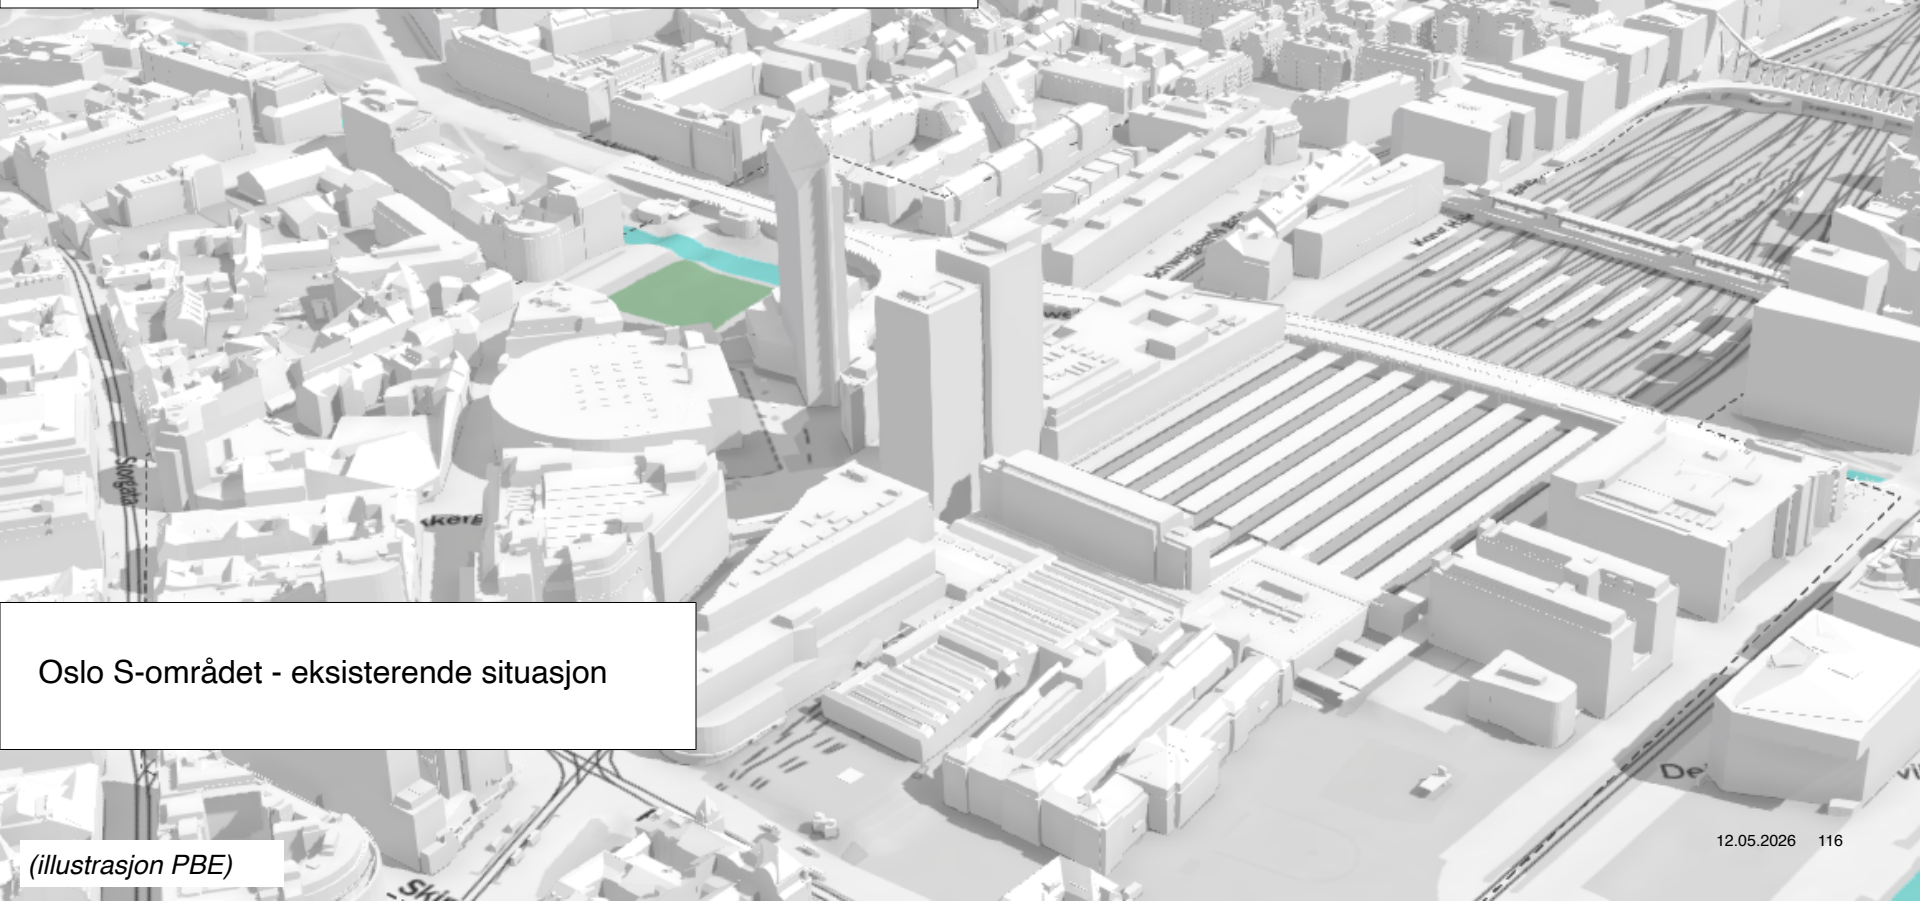 Storgata
Oslo S-området - eksisterende situasjon
12.05.2026 116
(illustrasjon PBE)